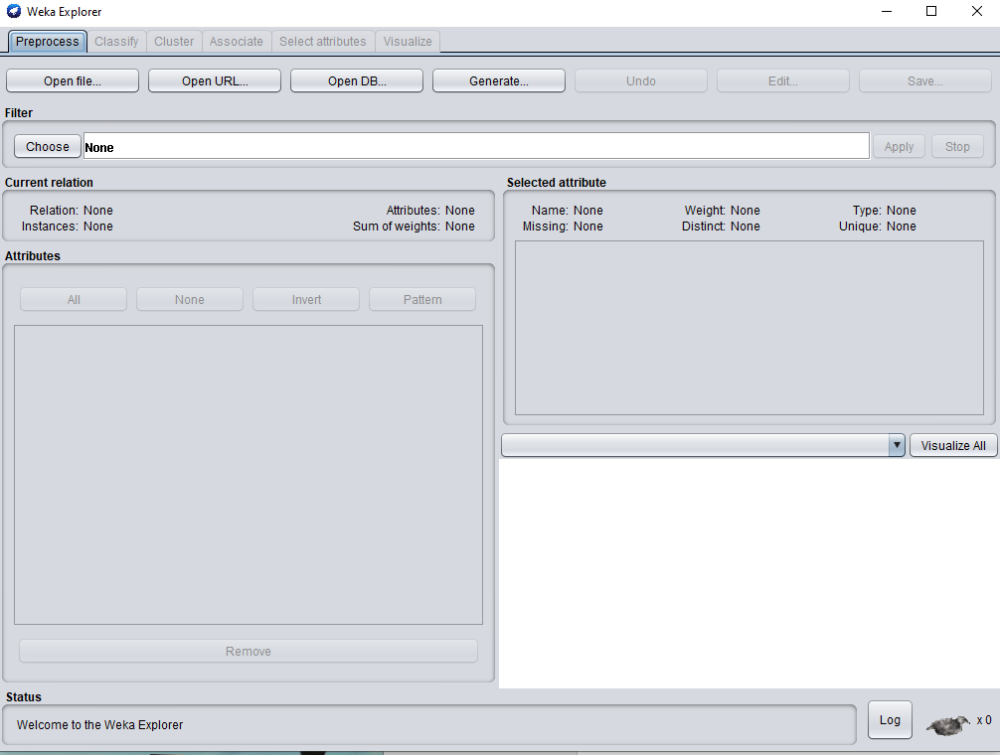 Weka Explorer
Preprocess Classify Cluster Associate Select attributes Visualize
Open file... Open URL... Open DB... Generate... Undo Edit... Save...
Filter
Choose None Apply Stop
Current relation
Relation: None Attributes: None
Instances: None Sum of weights: None
Selected attribute
Name: None Weight: None Type: None
Missing: None Distinct: None Unique: None
Attributes
All None Invert Pattern
Remove
Visualize All
Status
Welcome to the Weka Explorer
Log x 0